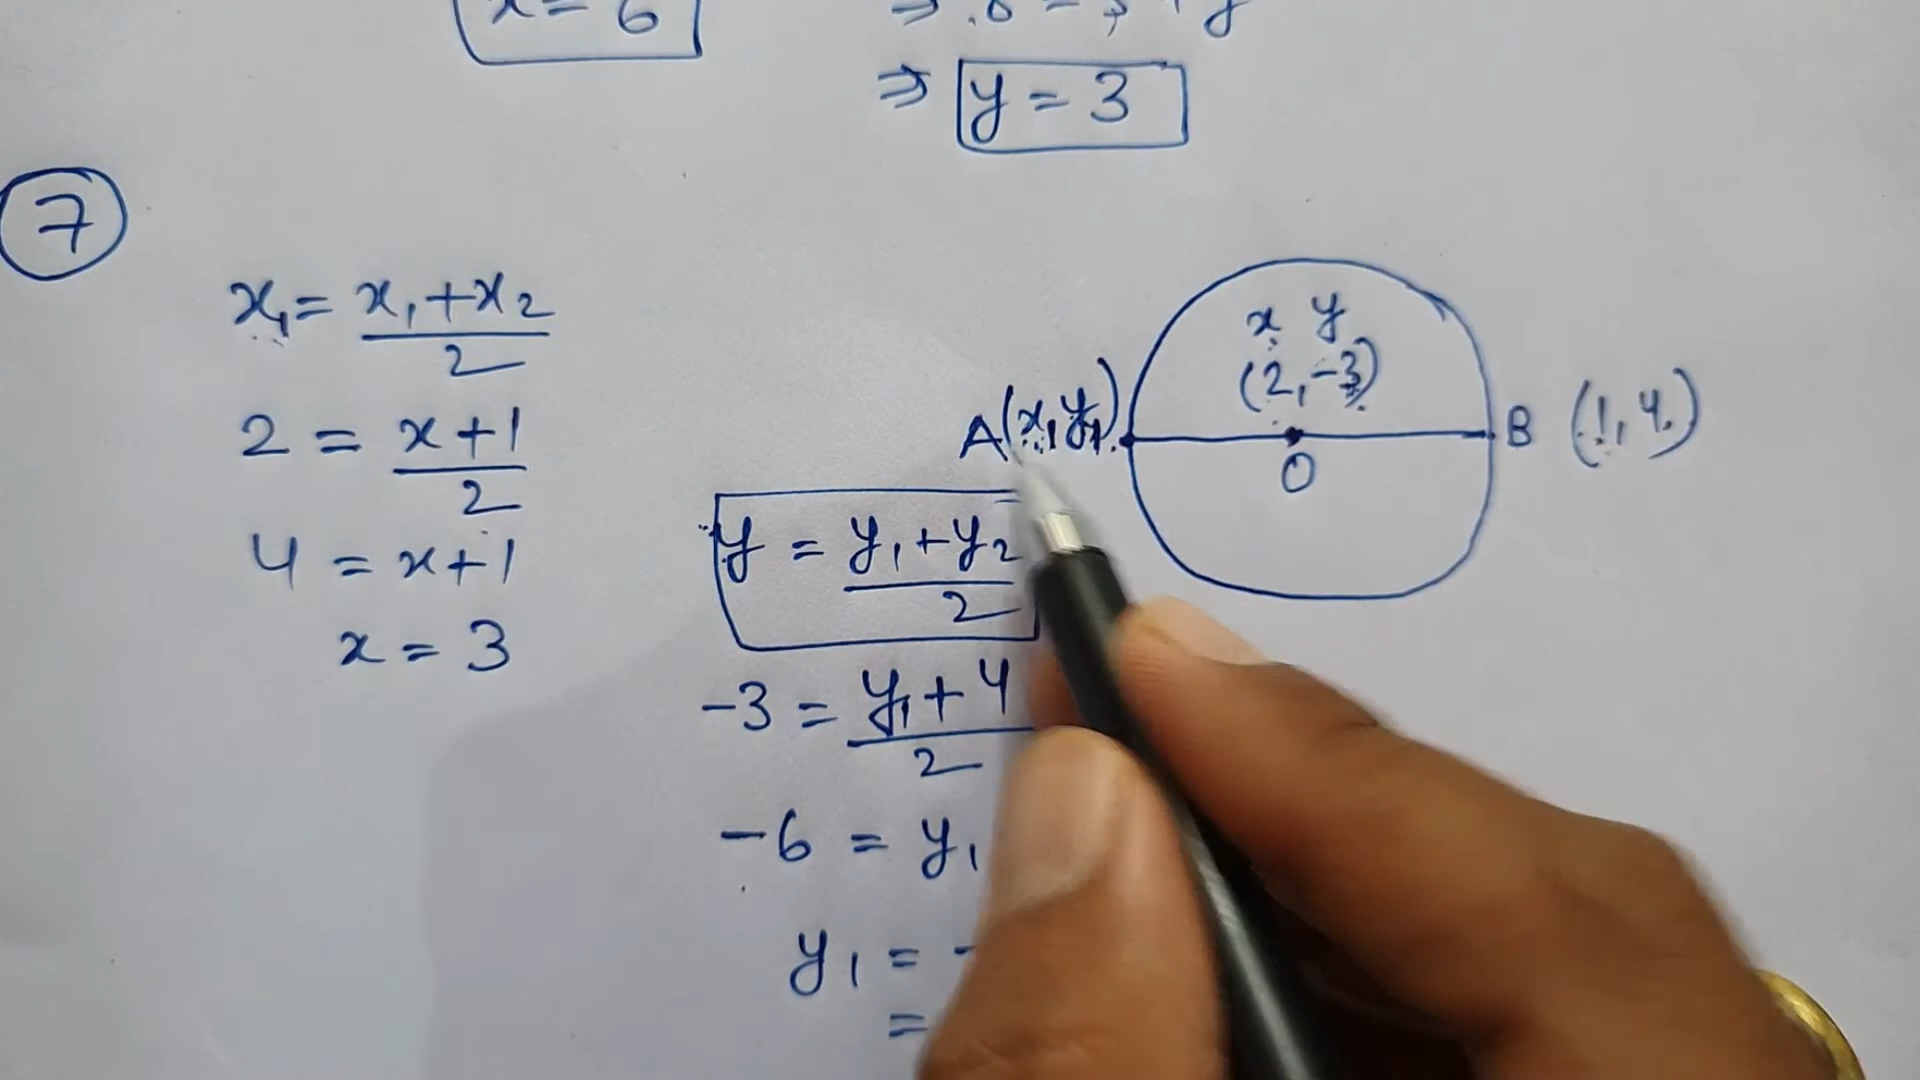 x = 6
⇒ y = 3
7
x₁ = x₁ + x₂ / 2
2 = x + 1 / 2
4 = x + 1
x = 3
x y
(2, -3)
A(x₁ y₁)
O
B (1, 4)
y = y₁ + y₂ / 2
-3 = y₁ + 4 / 2
-6 = y₁
y₁ = -
=